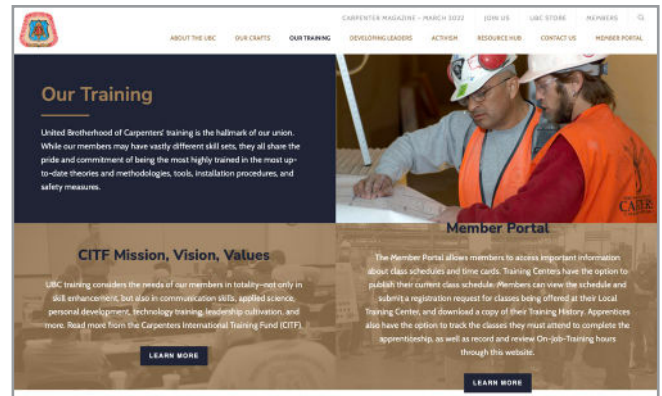 CARPENTER MAGAZINE – MARCH 2022 JOIN US UBC STORE MEMBERS
ABOUT THE UBC OUR CRAFTS OUR TRAINING DEVELOPING LEADERS ACTIVISM RESOURCE HUB CONTACT US MEMBER PORTAL
Our Training
United Brotherhood of Carpenters' training is the hallmark of our union.
While our members may have vastly different skill sets, they all share the
pride and commitment of being the most highly trained in the most up-
to-date theories and methodologies, tools, installation procedures, and
safety measures.
CITF Mission, Vision, Values
UBC training considers the needs of our members in totality–not only in
skill enhancement, but also in communication skills, applied science,
personal development, technology training, leadership cultivation, and
more. Read more from the Carpenters International Training Fund (CITF).
LEARN MORE
Member Portal
The Member Portal allows members to access important information
about class schedules and time cards. Training Centers have the option to
publish their current class schedule. Members can view the schedule and
submit a registration request for classes being offered at their Local
Training Center, and download a copy of their Training History. Apprentices
also have the option to track the classes they must attend to complete the
apprenticeship, as well as record and review On-Job-Training hours
through this website.
LEARN MORE